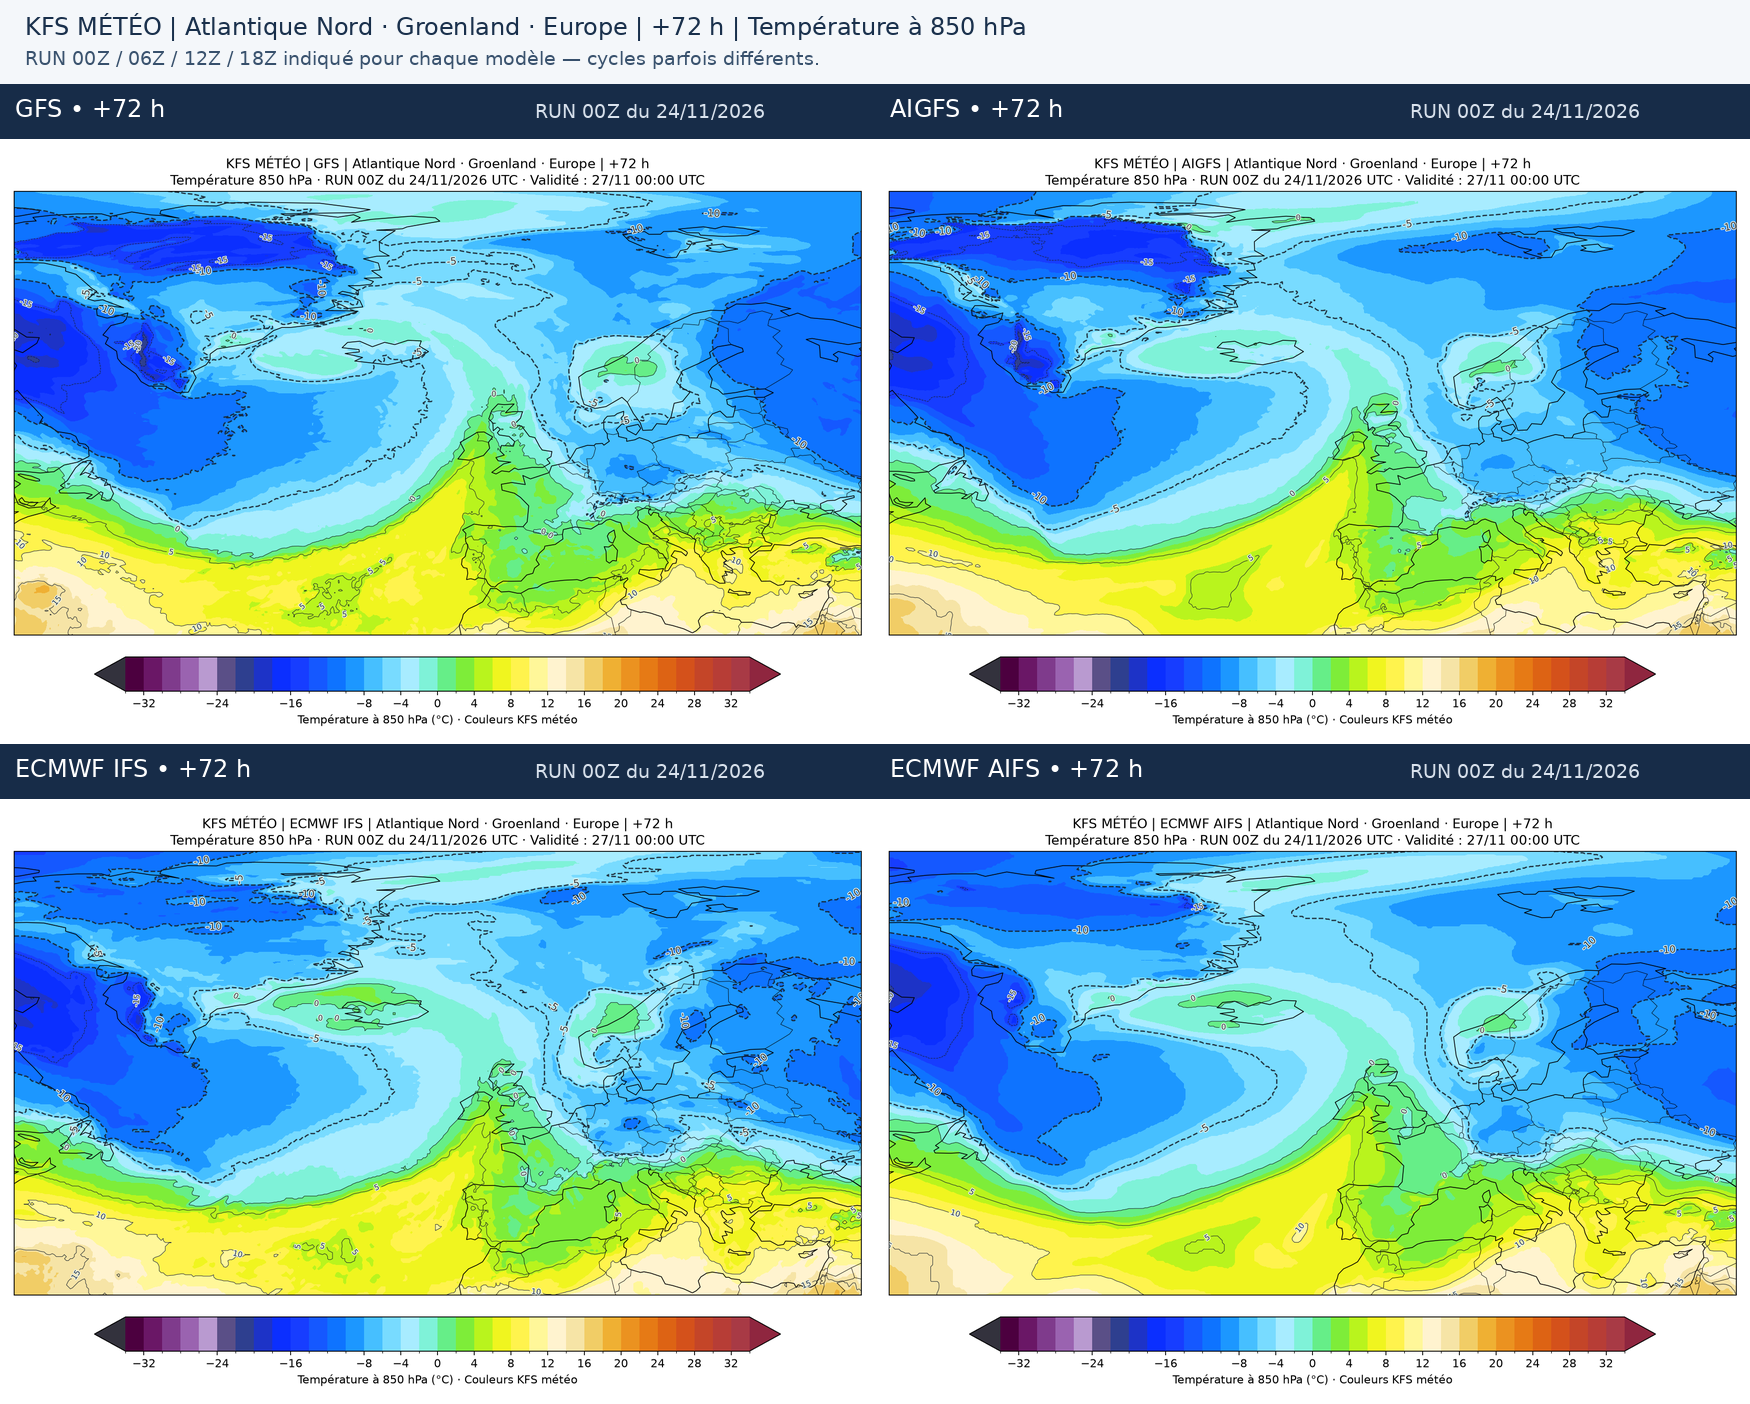 KFS MÉTÉO | Atlantique Nord · Groenland · Europe | +72 h | Température à 850 hPa
RUN 00Z / 06Z / 12Z / 18Z indiqué pour chaque modèle — cycles parfois différents.
GFS • +72 h
RUN 00Z du 24/11/2026
KFS MÉTÉO | GFS | Atlantique Nord · Groenland · Europe | +72 h
Température 850 hPa · RUN 00Z du 24/11/2026 UTC · Validité : 27/11 00:00 UTC
−32 −24 −16 −8 −4 0 4 8 12 16 20 24 28 32
Température à 850 hPa (°C) · Couleurs KFS météo
AIGFS • +72 h
RUN 00Z du 24/11/2026
KFS MÉTÉO | AIGFS | Atlantique Nord · Groenland · Europe | +72 h
Température 850 hPa · RUN 00Z du 24/11/2026 UTC · Validité : 27/11 00:00 UTC
−32 −24 −16 −8 −4 0 4 8 12 16 20 24 28 32
Température à 850 hPa (°C) · Couleurs KFS météo
ECMWF IFS • +72 h
RUN 00Z du 24/11/2026
KFS MÉTÉO | ECMWF IFS | Atlantique Nord · Groenland · Europe | +72 h
Température 850 hPa · RUN 00Z du 24/11/2026 UTC · Validité : 27/11 00:00 UTC
−32 −24 −16 −8 −4 0 4 8 12 16 20 24 28 32
Température à 850 hPa (°C) · Couleurs KFS météo
ECMWF AIFS • +72 h
RUN 00Z du 24/11/2026
KFS MÉTÉO | ECMWF AIFS | Atlantique Nord · Groenland · Europe | +72 h
Température 850 hPa · RUN 00Z du 24/11/2026 UTC · Validité : 27/11 00:00 UTC
−32 −24 −16 −8 −4 0 4 8 12 16 20 24 28 32
Température à 850 hPa (°C) · Couleurs KFS météo